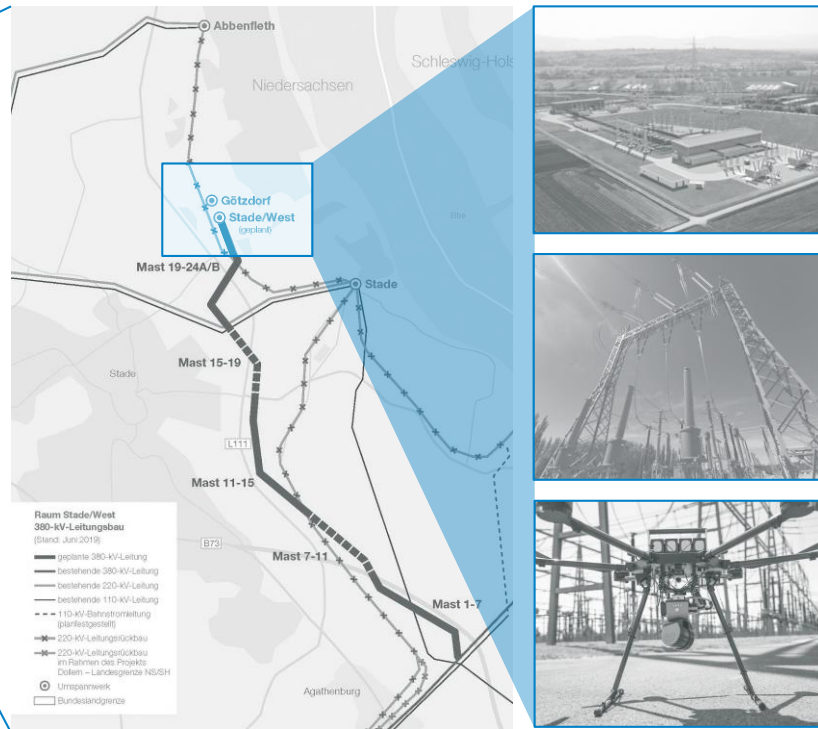 Abbenfleth
Niedersachsen
Schleswig-Hols
Götzdorf
Stade/West
(geplant)
Elbe
Mast 19-24A/B
Stade
Mast 15-19
Stade
L111
Mast 11-15
B73
Mast 7-11
Mast 1-7
Agathenburg
Raum Stade/West
380-kV-Leitungsbau
(Stand: Juni 2019)
geplante 380-kV-Leitung
bestehende 380-kV-Leitung
bestehende 220-kV-Leitung
bestehende 110-kV-Leitung
110-kV-Bahnstromleitung
(planfestgestellt)
220-kV-Leitungsrückbau
220-kV-Leitungsrückbau
im Rahmen des Projekts
Dollern – Landesgrenze NS/SH
Umspannwerk
Bundeslandgrenze